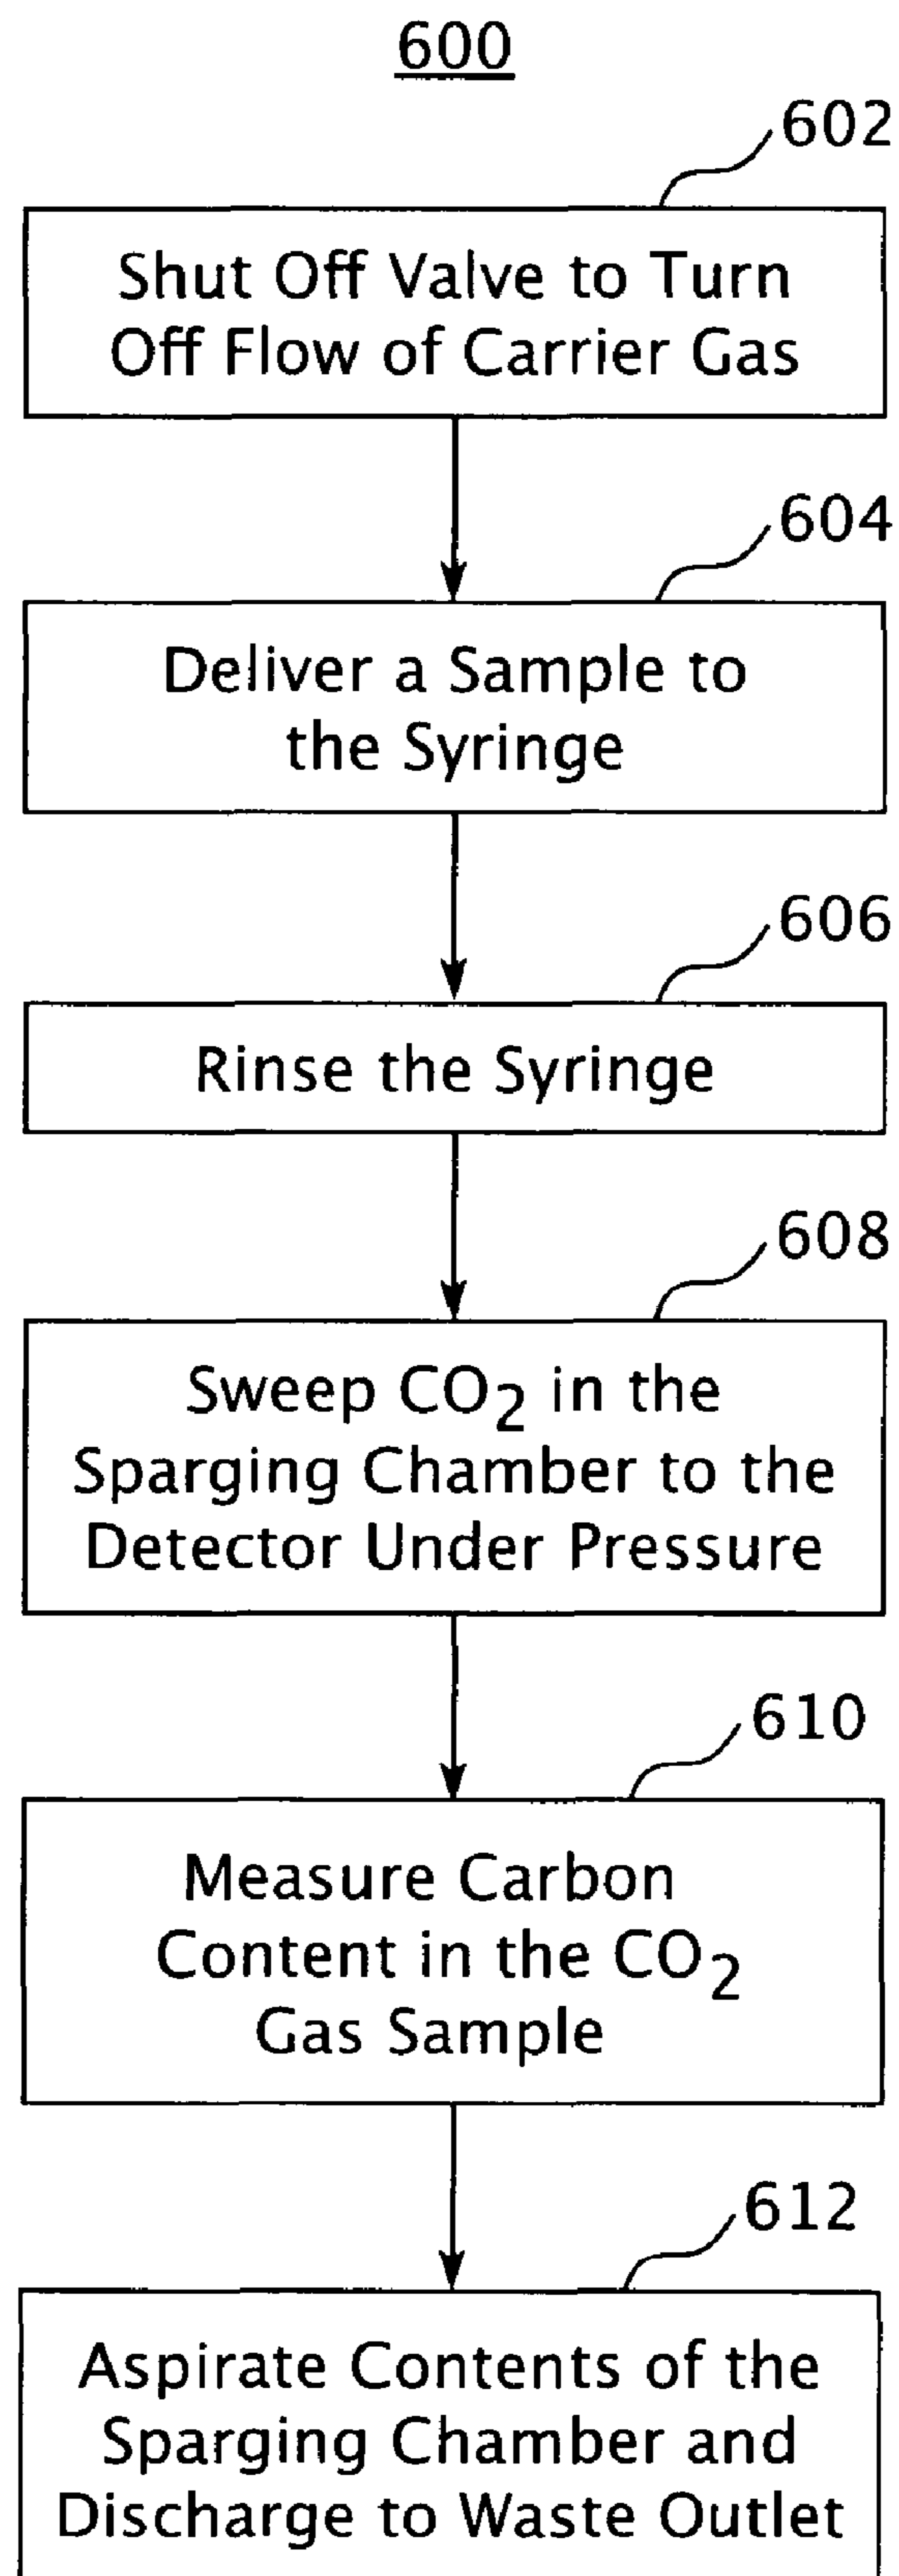 600
602
Shut Off Valve to Turn
Off Flow of Carrier Gas
604
Deliver a Sample to
the Syringe
606
Rinse the Syringe
608
Sweep CO2 in the
Sparging Chamber to the
Detector Under Pressure
610
Measure Carbon
Content in the CO2
Gas Sample
612
Aspirate Contents of the
Sparging Chamber and
Discharge to Waste Outlet